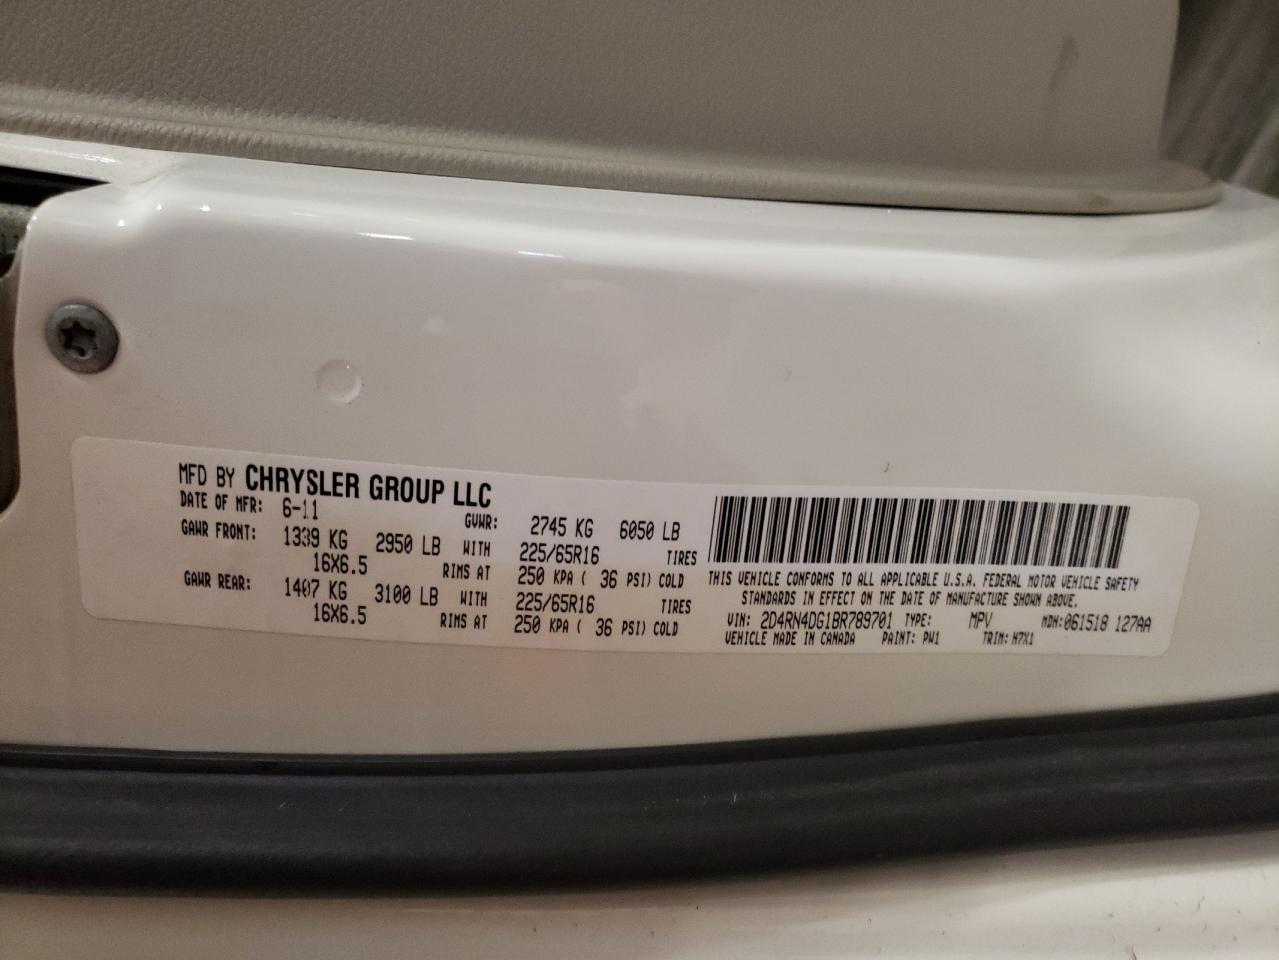 MFD BY CHRYSLER GROUP LLC
DATE OF MFR: 6-11 GVWR: 2745 KG 6050 LB
GAWR FRONT: 1339 KG 2950 LB WITH 225/65R16 TIRES
16X6.5 RIMS AT 250 KPA ( 36 PSI) COLD
GAWR REAR: 1407 KG 3100 LB WITH 225/65R16 TIRES
16X6.5 RIMS AT 250 KPA ( 36 PSI) COLD
THIS VEHICLE CONFORMS TO ALL APPLICABLE U.S.A. FEDERAL MOTOR VEHICLE SAFETY
STANDARDS IN EFFECT ON THE DATE OF MANUFACTURE SHOWN ABOVE.
VIN: 2D4RN4DG1BR789701 TYPE: MPV MDH:061518 127AA
VEHICLE MADE IN CANADA PAINT: PW1 TRIM: H7X1